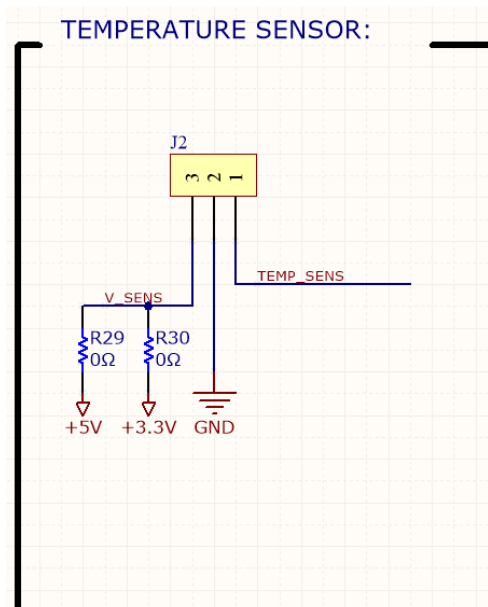 TEMPERATURE SENSOR:
J2
3 2 1
TEMP_SENS
V_SENS
R29 R30
0Ω 0Ω
+5V +3.3V GND